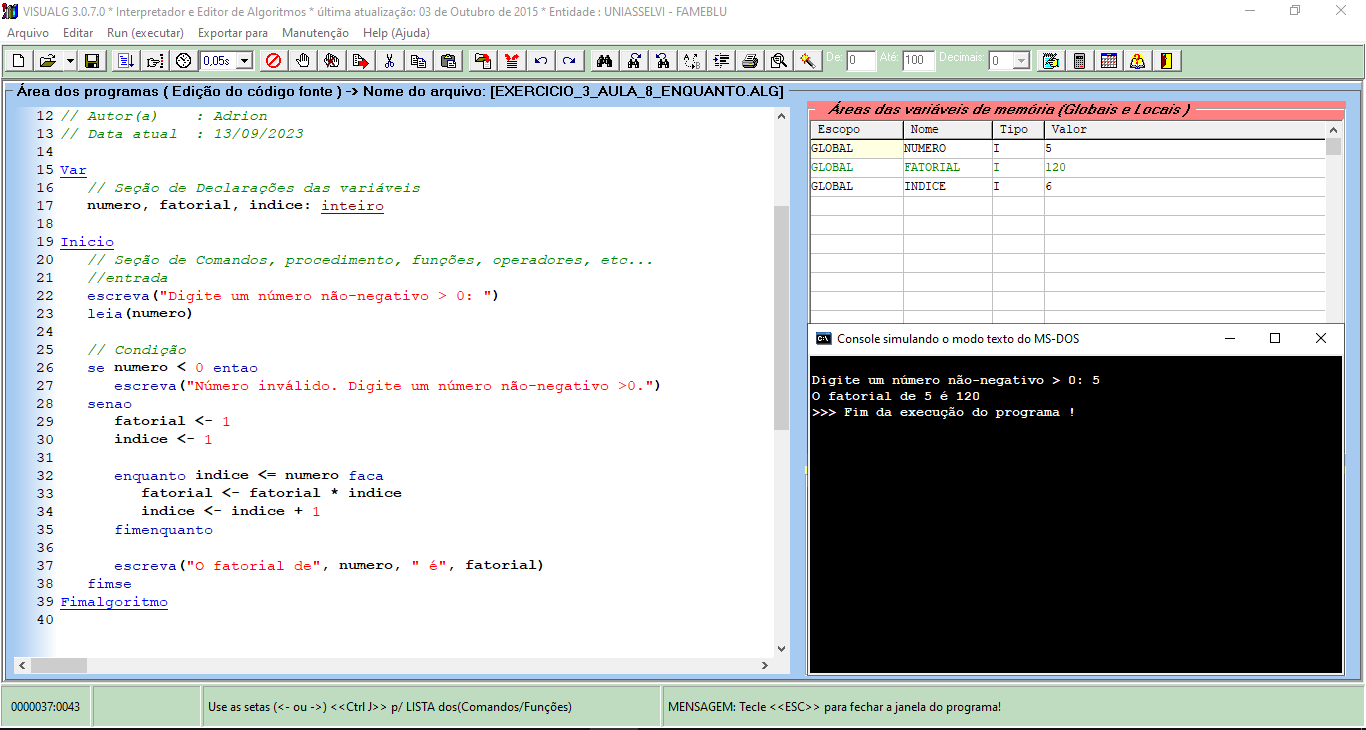 VISUALG 3.0.7.0 * Interpretador e Editor de Algoritmos * última atualização: 03 de Outubro de 2015 * Entidade : UNIASSELVI - FAMEBLU
Arquivo Editar Run (executar) Exportar para Manutenção Help (Ajuda)
0,05s De: 0 Até: 100 Decimais: 0
Área dos programas ( Edição do código fonte ) -> Nome do arquivo: [EXERCICIO_3_AULA_8_ENQUANTO.ALG]
12 // Autor(a)    : Adrion
13 // Data atual  : 13/09/2023
14
15 Var
16    // Seção de Declarações das variáveis
17    numero, fatorial, indice: inteiro
18
19 Inicio
20    // Seção de Comandos, procedimento, funções, operadores, etc...
21    //entrada
22    escreva("Digite um número não-negativo > 0: ")
23    leia(numero)
24
25    // Condição
26    se numero < 0 entao
27       escreva("Número inválido. Digite um número não-negativo >0.")
28    senao
29       fatorial <- 1
30       indice <- 1
31
32       enquanto indice <= numero faca
33          fatorial <- fatorial * indice
34          indice <- indice + 1
35       fimenquanto
36
37       escreva("O fatorial de", numero, " é", fatorial)
38    fimse
39 Fimalgoritmo
40
Áreas das variáveis de memória (Globais e Locais )
Escopo Nome Tipo Valor
GLOBAL NUMERO I 5
GLOBAL FATORIAL I 120
GLOBAL INDICE I 6
C:\ Console simulando o modo texto do MS-DOS
Digite um número não-negativo > 0: 5
O fatorial de 5 é 120
>>> Fim da execução do programa !
0000037:0043 Use as setas (<- ou ->) <<Ctrl J>> p/ LISTA dos(Comandos/Funções) MENSAGEM: Tecle <<ESC>> para fechar a janela do programa!